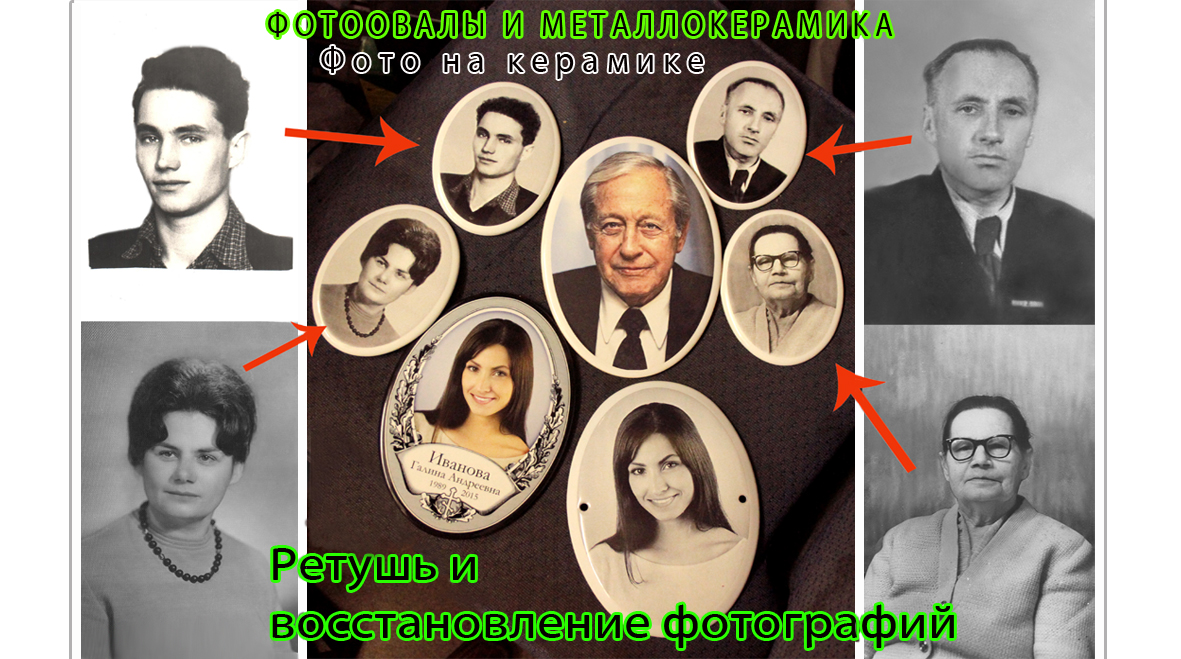 ФОТООВАЛЫ И МЕТАЛЛОКЕРАМИКА
Фото на керамике
Иванова
Галина Андреевна
1989 2015
Ретушь и
восстановление фотографий